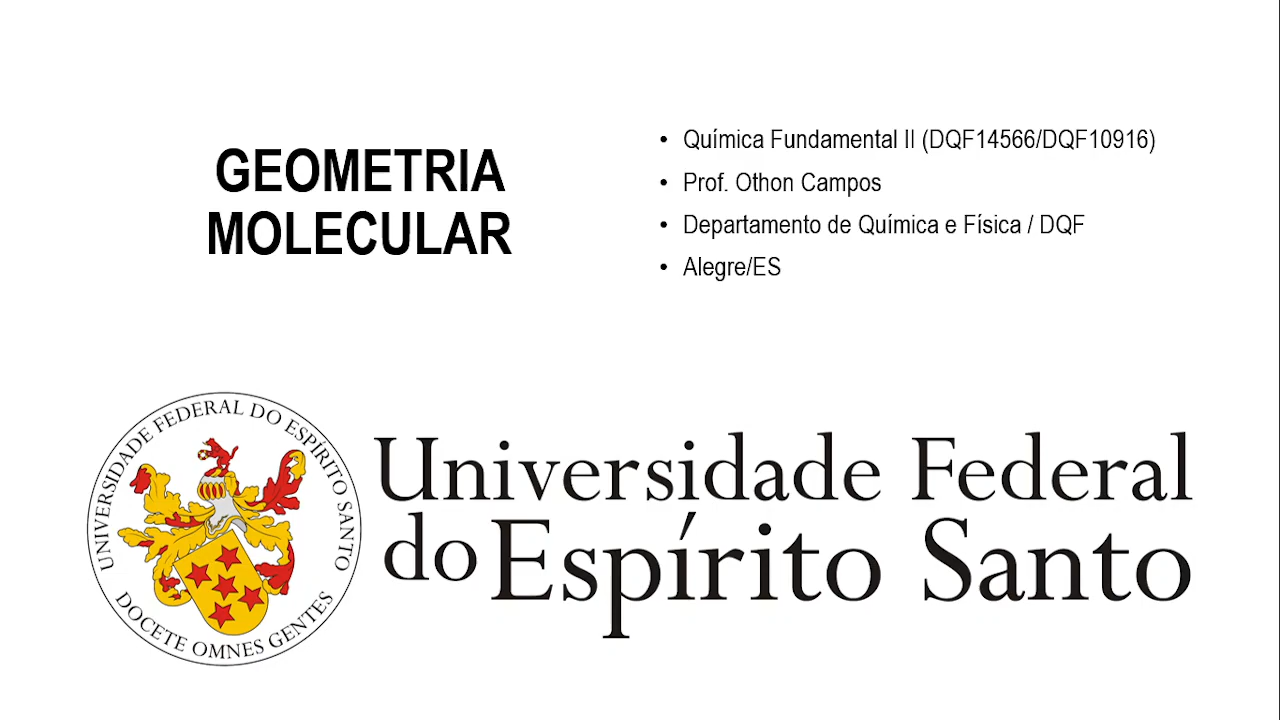 GEOMETRIA
MOLECULAR
• Química Fundamental II (DQF14566/DQF10916)
• Prof. Othon Campos
• Departamento de Química e Física / DQF
• Alegre/ES
UNIVERSIDADE FEDERAL DO ESPÍRITO SANTO
DOCETE OMNES GENTES
Universidade Federal
do Espírito Santo